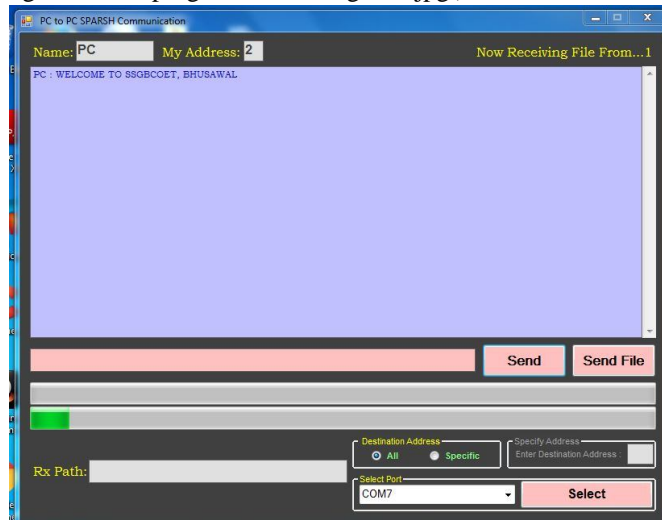 PC to PC SPARSH Communication
Name: PC My Address: 2 Now Receiving File From...1
PC : WELCOME TO SSGBCOET, BHUSAWAL
Send Send File
Destination Address
All Specific
Specify Address
Enter Destination Address :
Rx Path:
Select Port
COM7 Select